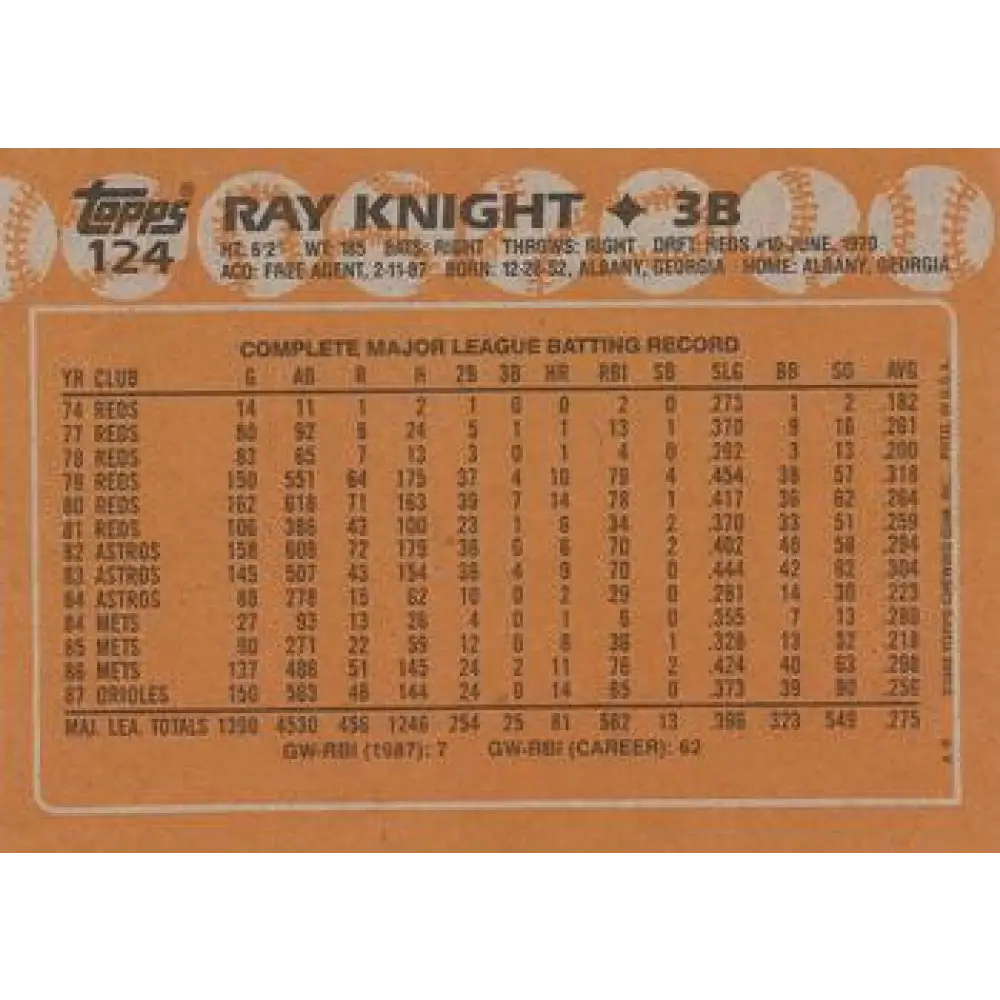 topps® RAY KNIGHT ✦ 3B
124 HT: 6'2" WT: 185 BATS: RIGHT THROWS: RIGHT DRFT: REDS #10-JUNE, 1970
ACQ: FREE AGENT, 2-11-87 BORN: 12-28-52, ALBANY, GEORGIA HOME: ALBANY, GEORGIA
COMPLETE MAJOR LEAGUE BATTING RECORD
YR CLUB G AB R H 2B 3B HR RBI SB SLG BB SO AVG
74 REDS 14 11 1 2 1 0 0 2 0 .273 1 2 .182
77 REDS 80 92 8 24 5 1 1 13 1 .370 9 16 .261
78 REDS 83 65 7 13 3 0 1 4 0 .292 3 13 .200
79 REDS 150 551 64 175 37 4 10 79 4 .454 38 57 .318
80 REDS 162 618 71 163 39 7 14 78 1 .417 36 62 .264
81 REDS 106 386 43 100 23 1 6 34 2 .370 33 51 .259
82 ASTROS 158 609 72 179 36 6 6 70 2 .402 48 58 .294
83 ASTROS 145 507 43 154 36 4 9 70 0 .444 42 62 .304
84 ASTROS 88 278 15 62 10 0 2 29 0 .281 14 30 .223
84 METS 27 93 13 26 4 0 1 6 0 .355 7 13 .280
85 METS 90 271 22 59 12 0 6 36 1 .328 13 32 .218
86 METS 137 486 51 145 24 2 11 76 2 .424 40 63 .298
87 ORIOLES 150 563 46 144 24 0 14 65 0 .373 39 90 .256
MAJ. LEA. TOTALS 1390 4530 456 1246 254 25 81 562 13 .396 323 549 .275
GW-RBI (1987): 7 GW-RBI (CAREER): 62